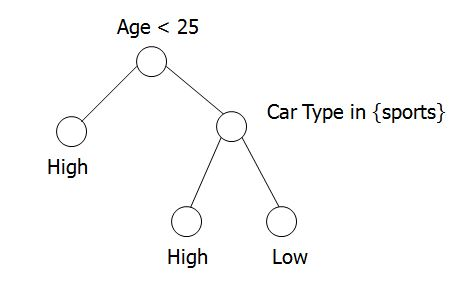 Age < 25
Car Type in {sports}
High
High
Low